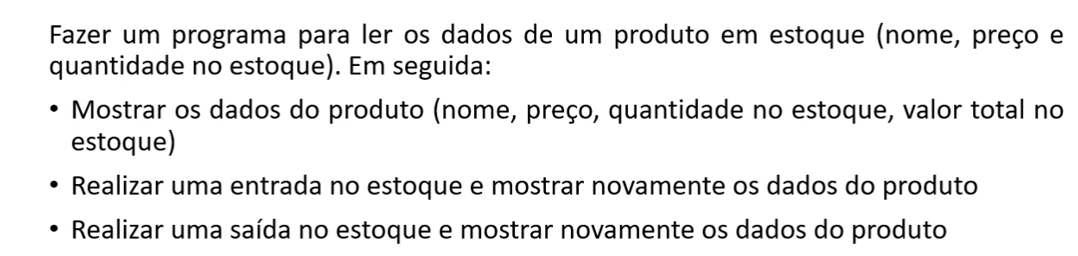 Fazer um programa para ler os dados de um produto em estoque (nome, preço e
quantidade no estoque). Em seguida:
• Mostrar os dados do produto (nome, preço, quantidade no estoque, valor total no
estoque)
• Realizar uma entrada no estoque e mostrar novamente os dados do produto
• Realizar uma saída no estoque e mostrar novamente os dados do produto